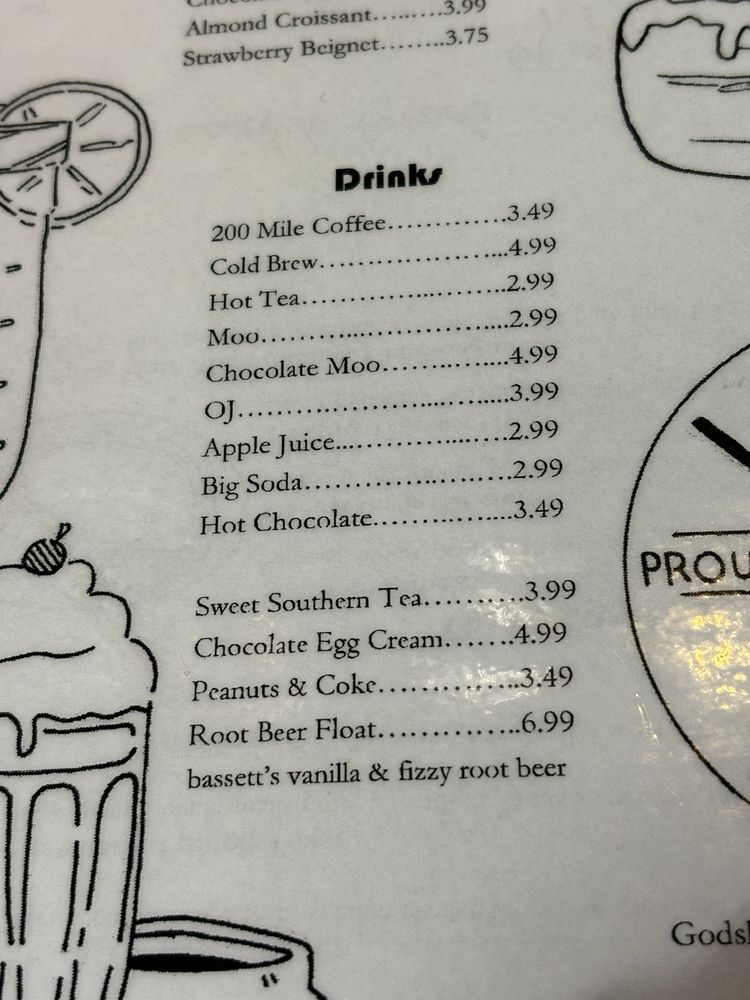 Almond Croissant...........3.99
Strawberry Beignet........3.75
Drinks
200 Mile Coffee..............3.49
Cold Brew........................4.99
Hot Tea..........................2.99
Moo................................2.99
Chocolate Moo................4.99
OJ...................................3.99
Apple Juice.....................2.99
Big Soda..........................2.99
Hot Chocolate.................3.49
Sweet Southern Tea...........3.99
Chocolate Egg Cream.......4.99
Peanuts & Coke................3.49
Root Beer Float................6.99
bassett's vanilla & fizzy root beer